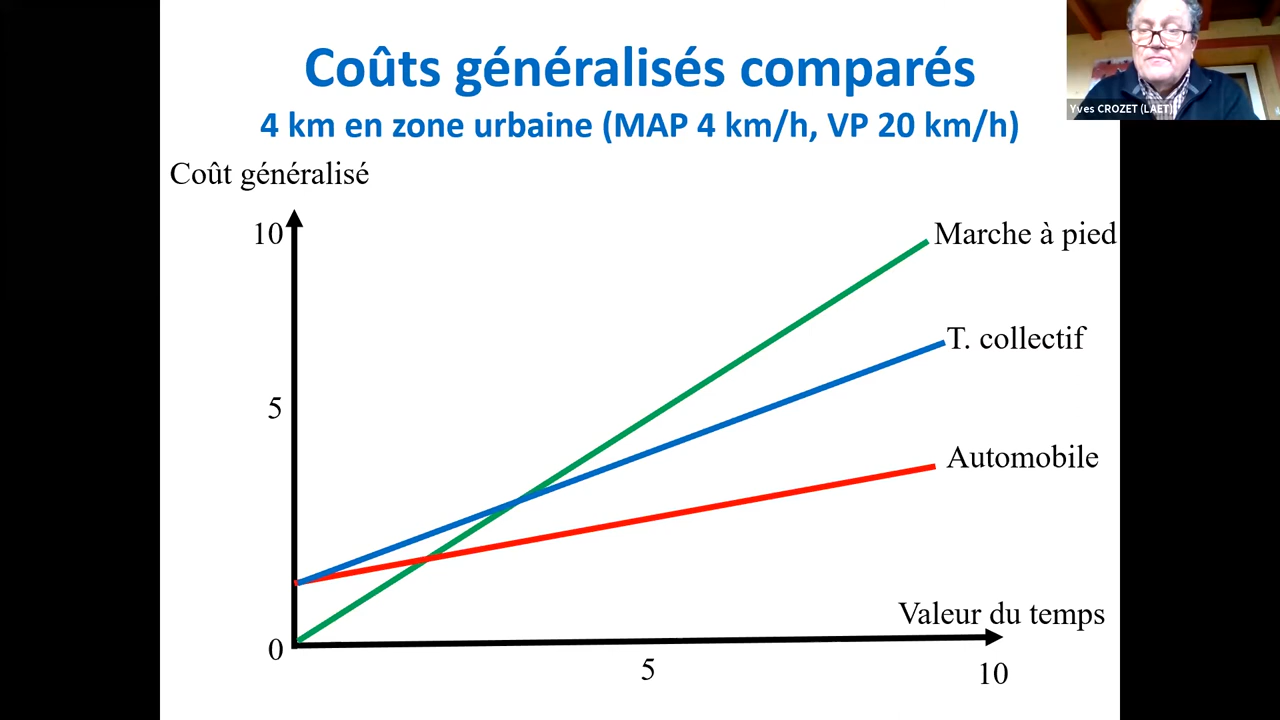 Coûts généralisés comparés
4 km en zone urbaine (MAP 4 km/h, VP 20 km/h)
Yves CROZET (LAET)
Coût généralisé
10
Marche à pied
T. collectif
5
Automobile
Valeur du temps
0
5
10